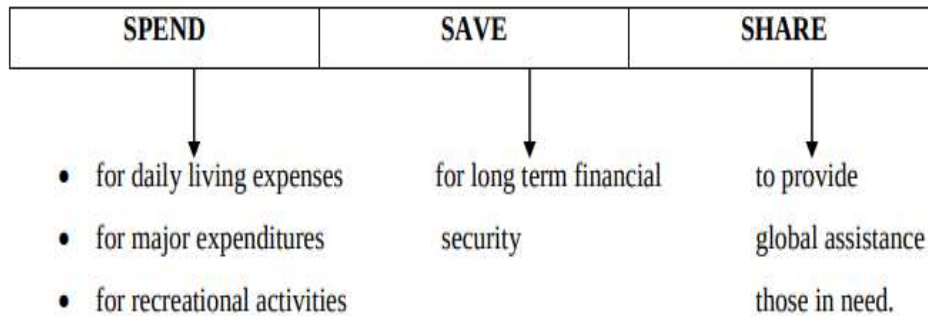 SPEND SAVE SHARE
• for daily living expenses
• for major expenditures
• for recreational activities
for long term financial
security
to provide
global assistance
those in need.